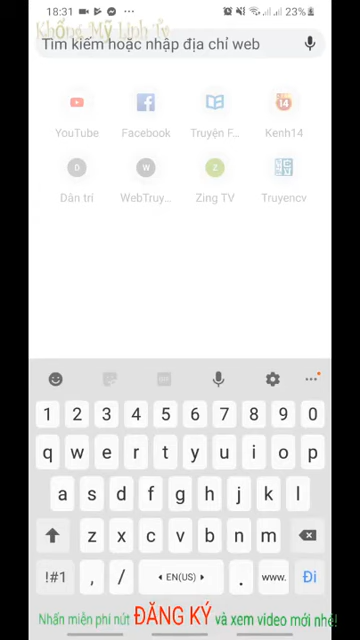 18:31 23%
Khổng Mỹ Linh Tv
Tìm kiếm hoặc nhập địa chỉ web
YouTube Facebook Truyện F... Kenh14
D W Z
Dân trí WebTruy... Zing TV Truyencv
1 2 3 4 5 6 7 8 9 0
q w e r t y u i o p
a s d f g h j k l
z x c v b n m
!#1 , / EN(US) . www. Đi
Nhấn miễn phí nút ĐĂNG KÝ và xem video mới nhé!